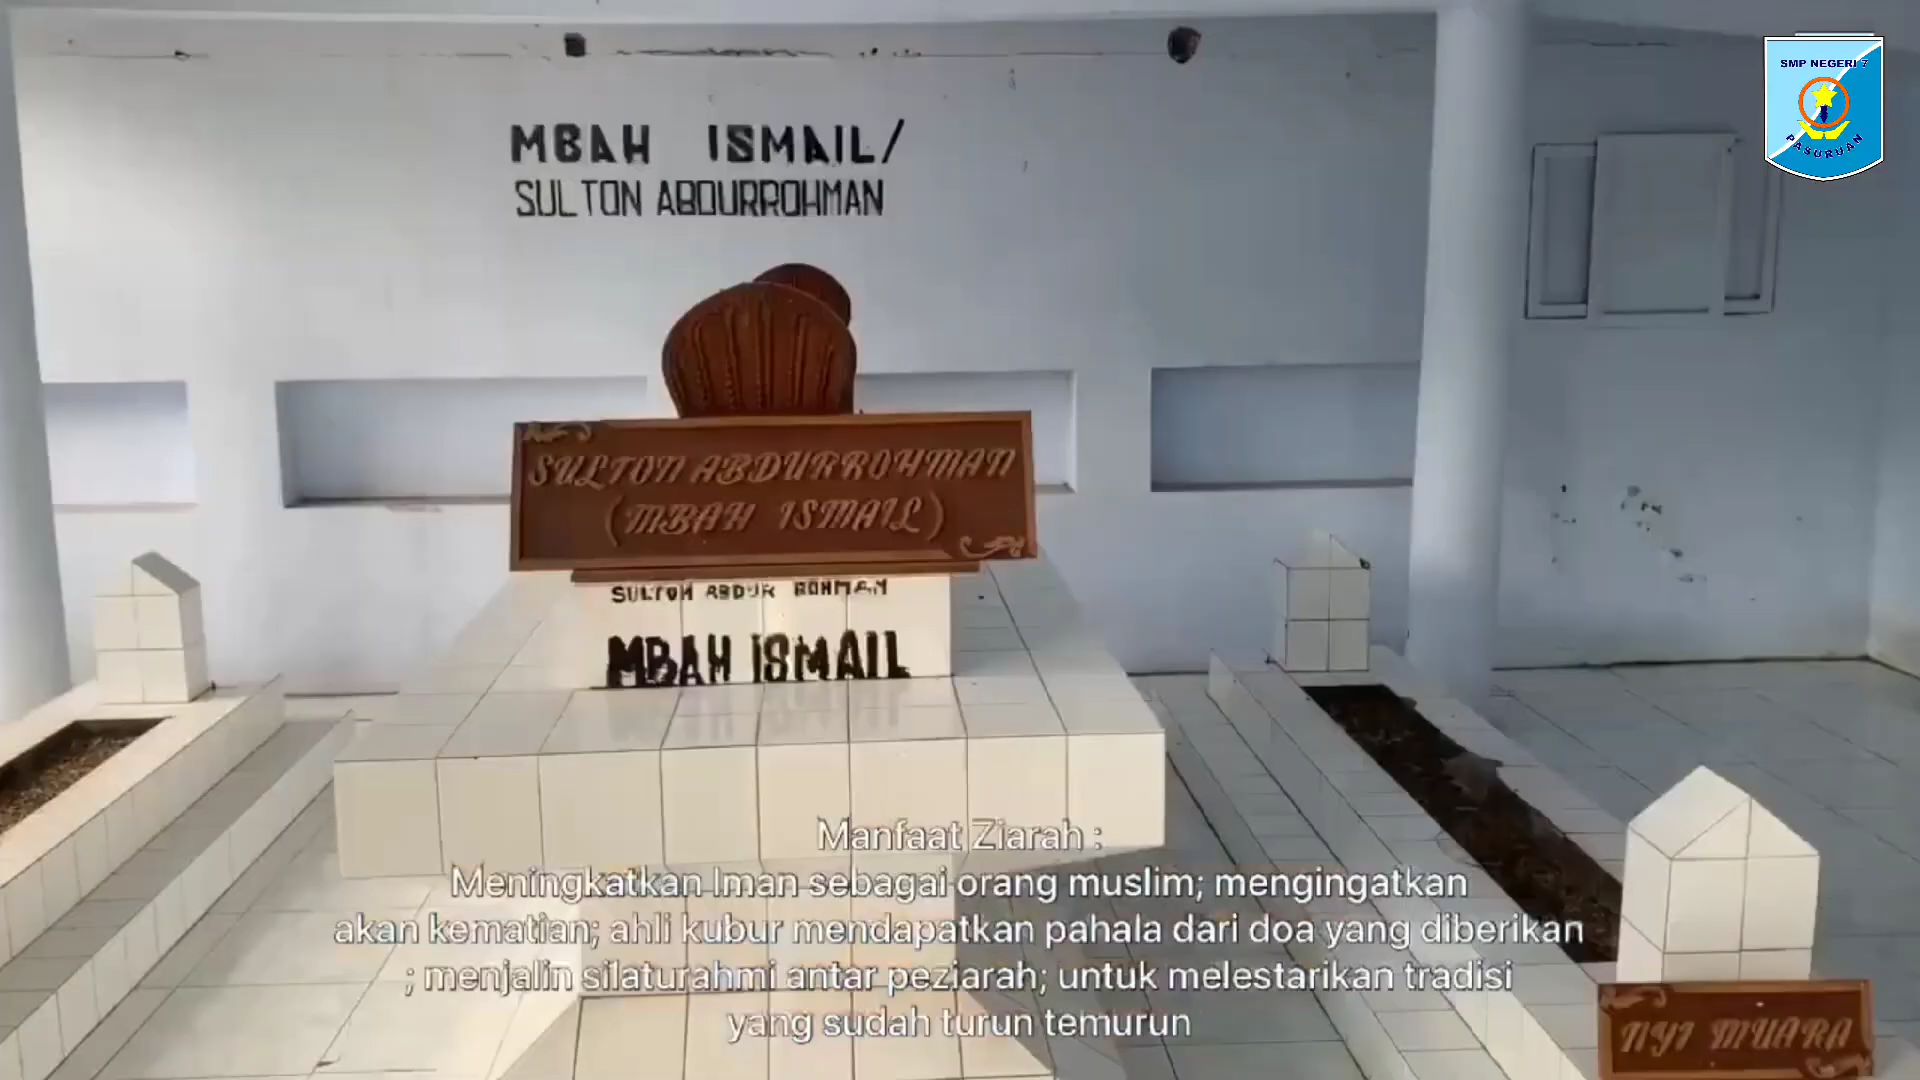 SMP NEGERI 7
PASURUAN
MBAH ISMAIL/
SULTON ABDURROHMAN
SULTON ABDURROHMAN
(MBAH ISMAIL)
SULTON ABDUR ROHMAN
MBAH ISMAIL
Manfaat Ziarah :
Meningkatkan Iman sebagai orang muslim; mengingatkan
akan kematian; ahli kubur mendapatkan pahala dari doa yang diberikan
; menjalin silaturahmi antar peziarah; untuk melestarikan tradisi
yang sudah turun temurun
NYI MUARA